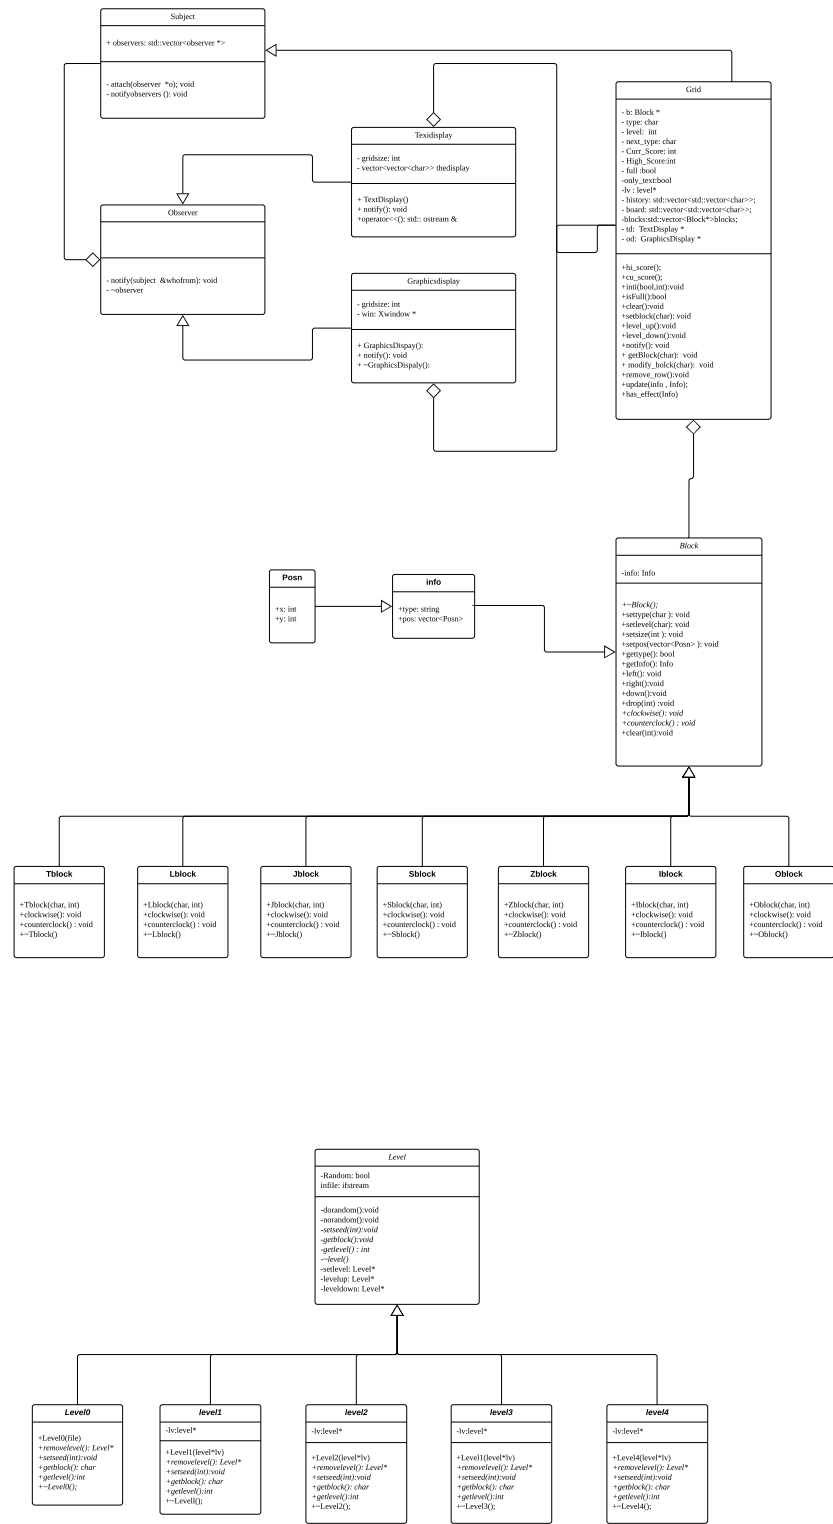 Subject
+ observers: std::vector<observer *>
- attach(observer *o); void
- notifyobservers (): void
Grid
- b: Block *
- type: char
- level: int
- next_type: char
- Curr_Score: int
- High_Score:int
- full :bool
-only_text:bool
-lv : level*
- history: std::vector<std::vector<char>>;
- board: std::vector<std::vector<char>>;
-blocks:std::vector<Block*>blocks;
- td: TextDisplay *
- od: GraphicsDisplay *
+hi_score();
+cu_score();
+inti(bool,int):void
+isFull():bool
+clear():void
+setblock(char): void
+level_up():void
+level_down():void
+notify(): void
+ getBlock(char): void
+ modify_bolck(char): void
+remove_row():void
+update(info , Info);
+has_effect(Info)
Texidisplay
- gridsize: int
- vector<vector<char>> thedisplay
+ TextDisplay()
+ notify(): void
+operator<<(): std:: ostream &
Observer
- notify(subject &whofrom): void
- ~observer
Graphicsdisplay
- gridsize: int
- win: Xwindow *
+ GraphicsDispay():
+ notify(): void
+ ~GraphicsDispaly():
Posn
+x: int
+y: int
info
+type: string
+pos: vector<Posn>
Block
-info: Info
+~Block();
+settype(char ): void
+setlevel(char): void
+setsize(int ): void
+setpos(vector<Posn> ): void
+gettype(): bool
+getInfo(): Info
+left(): void
+right():void
+down():void
+drop(int) :void
+clockwise(): void
+counterclock() : void
+clear(int):void
Tblock
+Tblock(char, int)
+clockwise(): void
+counterclock() : void
+~Tblock()
Lblock
+Lblock(char, int)
+clockwise(): void
+counterclock() : void
+~Lblock()
Jblock
+Jblock(char, int)
+clockwise(): void
+counterclock() : void
+~Jblock()
Sblock
+Sblock(char, int)
+clockwise(): void
+counterclock() : void
+~Sblock()
Zblock
+Zblock(char, int)
+clockwise(): void
+counterclock() : void
+~Zblock()
Iblock
+Iblock(char, int)
+clockwise(): void
+counterclock() : void
+~Iblock()
Oblock
+Oblock(char, int)
+clockwise(): void
+counterclock() : void
+~Oblock()
Level
-Random: bool
infile: ifstream
-dorandom():void
-norandom():void
-setseed(int):void
-getblock():void
-getlevel() : int
-~level()
-setlevel: Level*
-levelup: Level*
-leveldown: Level*
Level0
+Level0(file)
+removelevel(): Level*
+setseed(int):void
+getblock(): char
+getlevel():int
+~Level0();
level1
-lv:level*
+Level1(level*lv)
+removelevel(): Level*
+setseed(int):void
+getblock(): char
+getlevel():int
+~Levell();
level2
-lv:level*
+Level2(level*lv)
+removelevel(): Level*
+setseed(int):void
+getblock(): char
+getlevel():int
+~Level2();
level3
-lv:level*
+Level1(level*lv)
+removelevel(): Level*
+setseed(int):void
+getblock(): char
+getlevel():int
+~Level3();
level4
-lv:level*
+Level4(level*lv)
+removelevel(): Level*
+setseed(int):void
+getblock(): char
+getlevel():int
+~Level4();